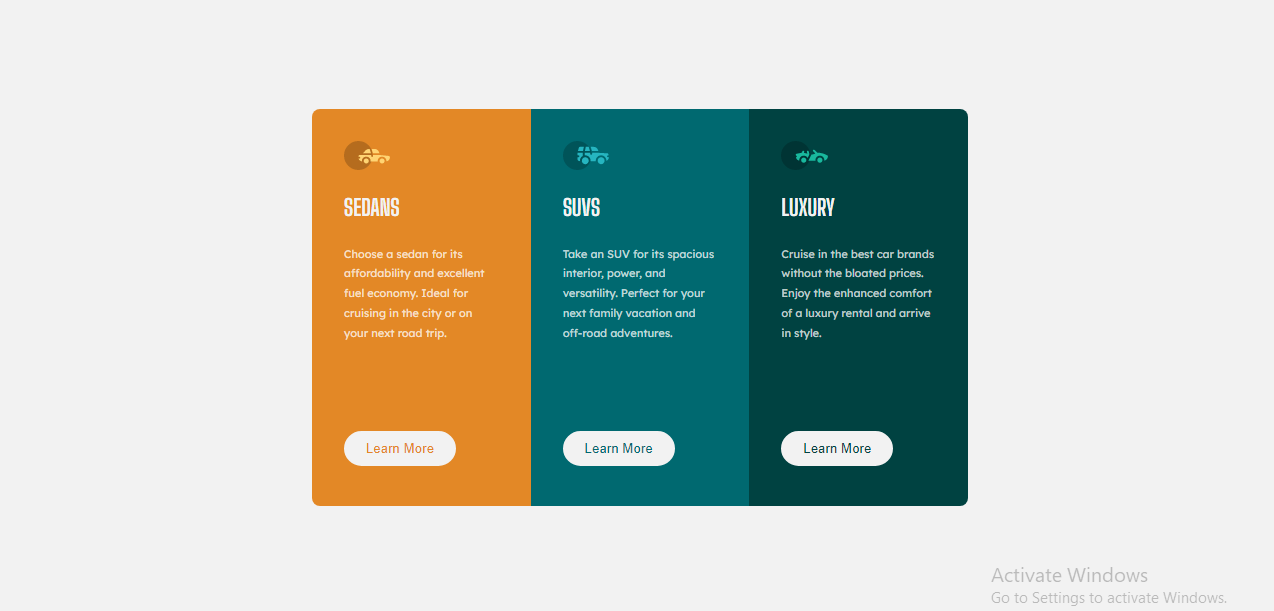 SEDANS
Choose a sedan for its
affordability and excellent
fuel economy. Ideal for
cruising in the city or on
your next road trip.
Learn More
SUVS
Take an SUV for its spacious
interior, power, and
versatility. Perfect for your
next family vacation and
off-road adventures.
Learn More
LUXURY
Cruise in the best car brands
without the bloated prices.
Enjoy the enhanced comfort
of a luxury rental and arrive
in style.
Learn More
Activate Windows
Go to Settings to activate Windows.